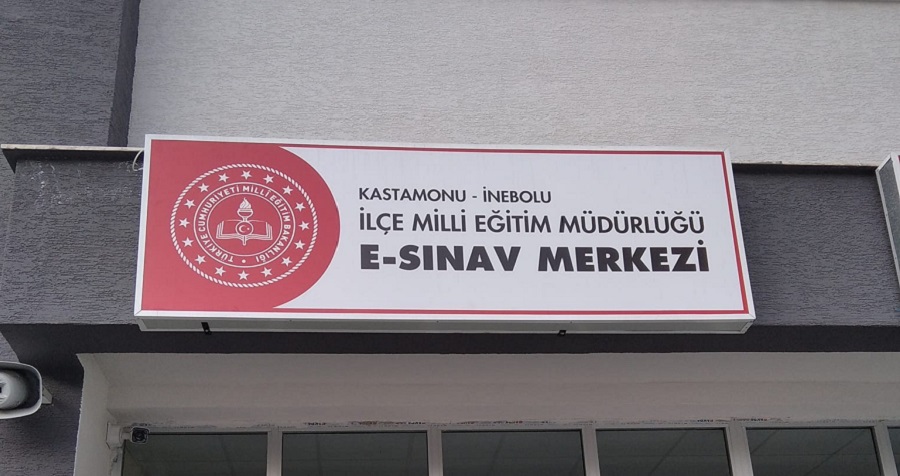 KASTAMONU - İNEBOLU
İLÇE MİLLİ EĞİTİM MÜDÜRLÜĞÜ
E-SINAV MERKEZİ
TÜRKİYE CUMHURİYETİ MİLLİ EĞİTİM BAKANLIĞI